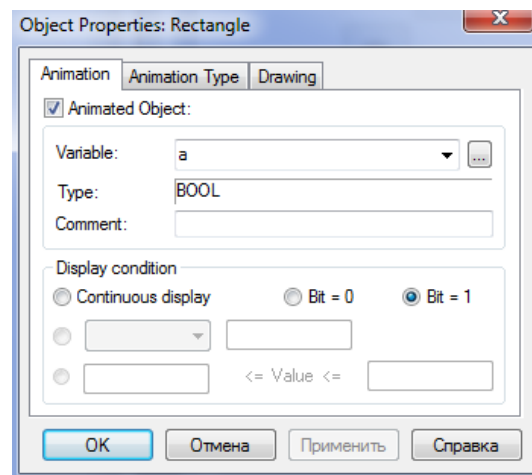 Object Properties: Rectangle
Animation Animation Type Drawing
Animated Object:
Variable: a ...
Type: BOOL
Comment:
Display condition
Continuous display Bit = 0 Bit = 1
<= Value <=
OK Отмена Применить Справка